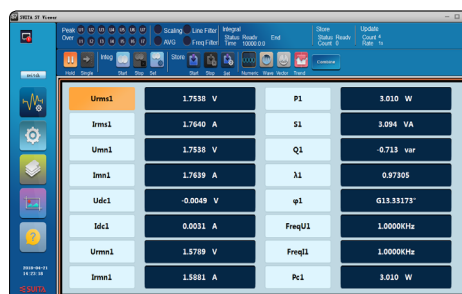 SUITA ST Viewer
Peak U1 U2 U3 U4 U5 U6 U7 Scaling Line Filter Integral Store Update
Over I1 I2 I3 I4 I5 I6 I7 AVG Freq Filter Status Ready End Status Ready Count
Time 10000:0:0 Count 0 Rate 1s
Integ Store Combine
Hold Single Start Stop Set Start Stop Set Numeric Wave Vector Trend
Urms1 1.7538 V P1 3.010 W
Irms1 1.7640 A S1 3.094 VA
Umn1 1.7538 V Q1 -0.713 var
Imn1 1.7639 A λ1 0.97305
Udc1 -0.0049 V φ1 G13.33173°
Idc1 0.0031 A FreqU1 1.0000KHz
Urmn1 1.5789 V FreqI1 1.0000KHz
Irmn1 1.5881 A Pc1 3.010 W
SUITA